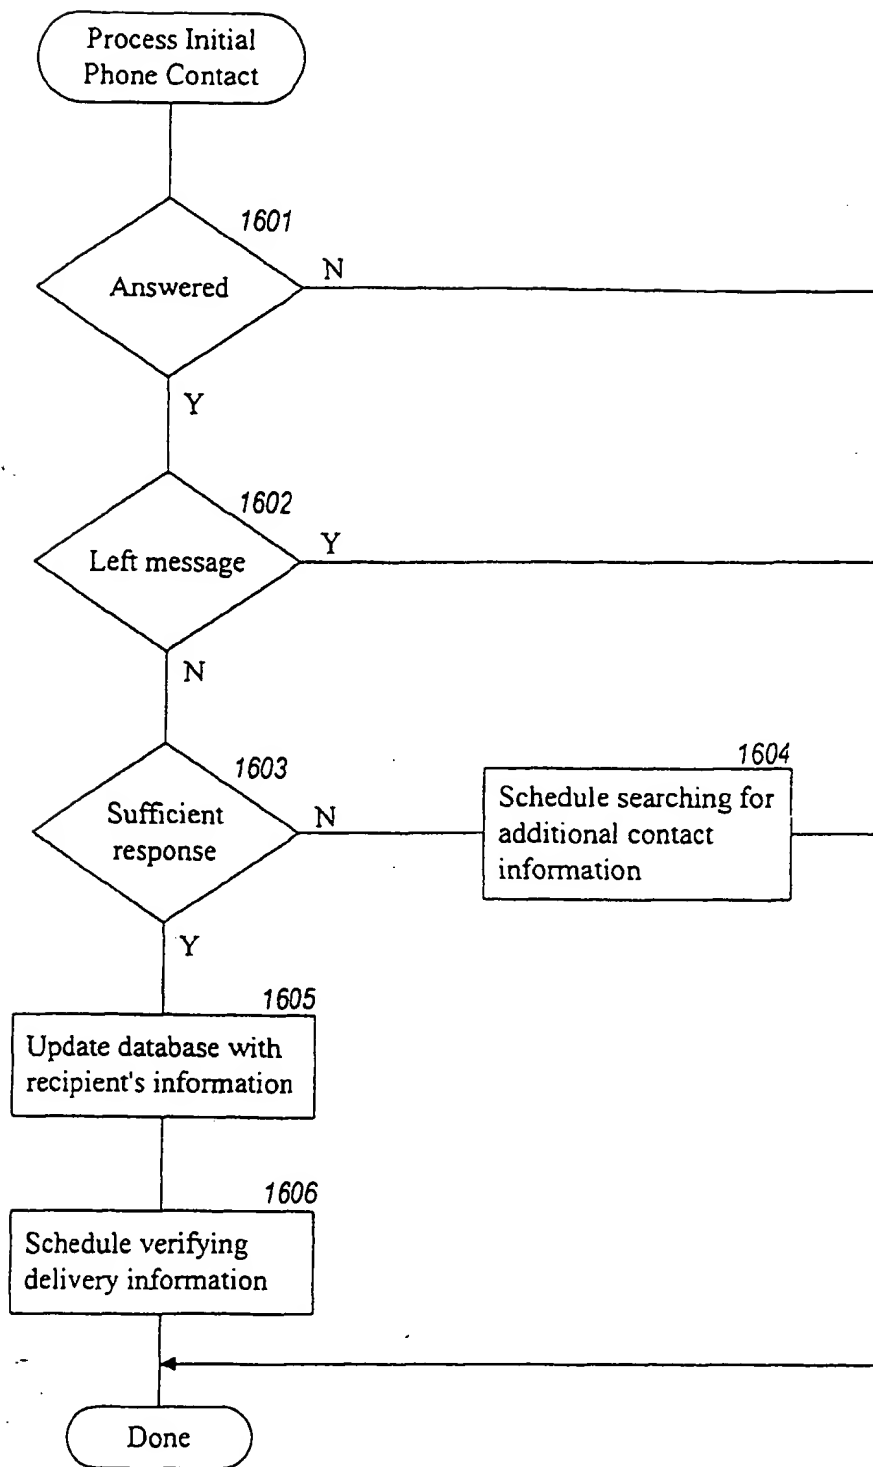 Process Initial
Phone Contact
1601
Answered
N
Y
1602
Left message
Y
N
1603
Sufficient
response
N
1604
Schedule searching for
additional contact
information
Y
1605
Update database with
recipient's information
1606
Schedule verifying
delivery information
Done